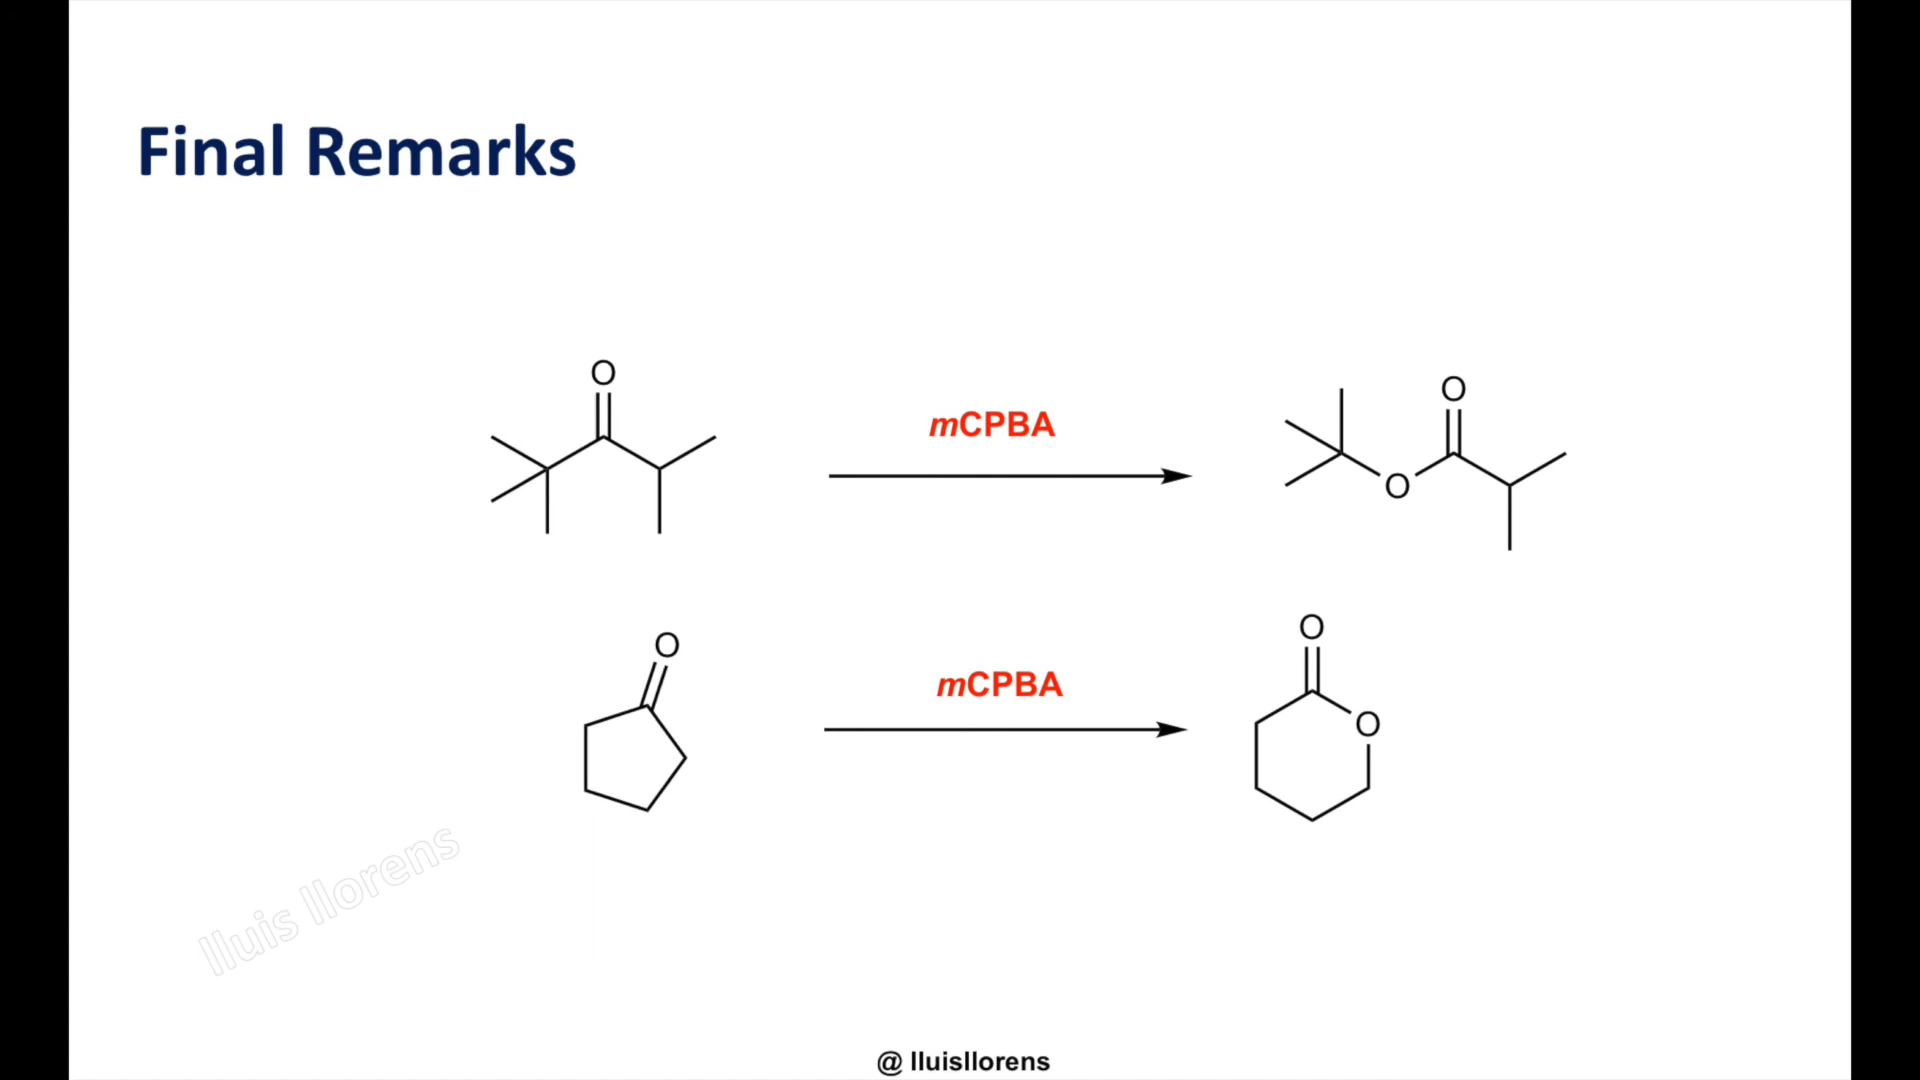 Final Remarks
O
mCPBA
O
O
O
mCPBA
O
O
lluis llorens
@ lluisllorens